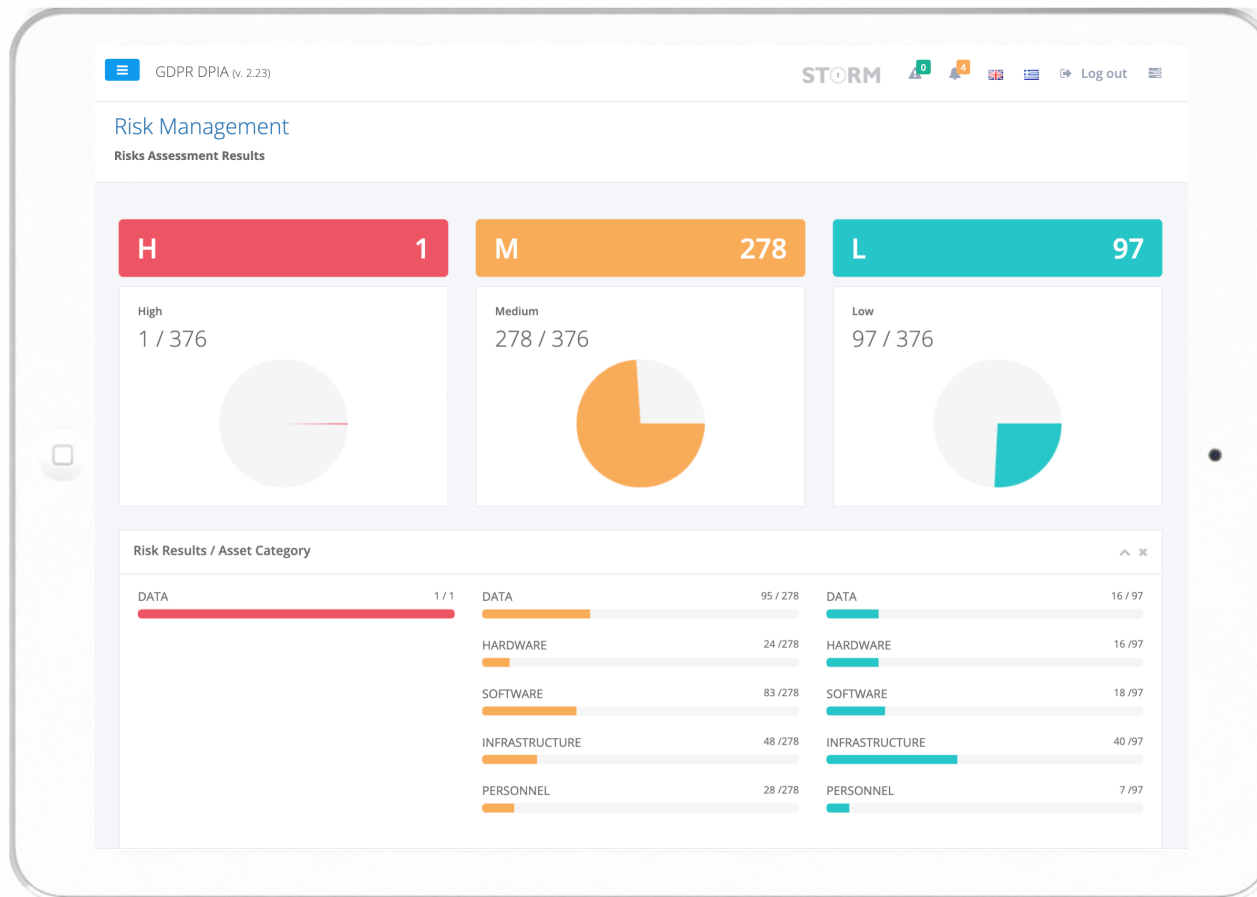 GDPR DPIA (v. 2.23)
STORM
0
4
Log out
Risk Management
Risks Assessment Results
H 1
M 278
L 97
High
1 / 376
Medium
278 / 376
Low
97 / 376
Risk Results / Asset Category
DATA 1 / 1
DATA 95 / 278
HARDWARE 24 /278
SOFTWARE 83 /278
INFRASTRUCTURE 48 /278
PERSONNEL 28 /278
DATA 16 / 97
HARDWARE 16 /97
SOFTWARE 18 /97
INFRASTRUCTURE 40 /97
PERSONNEL 7 /97